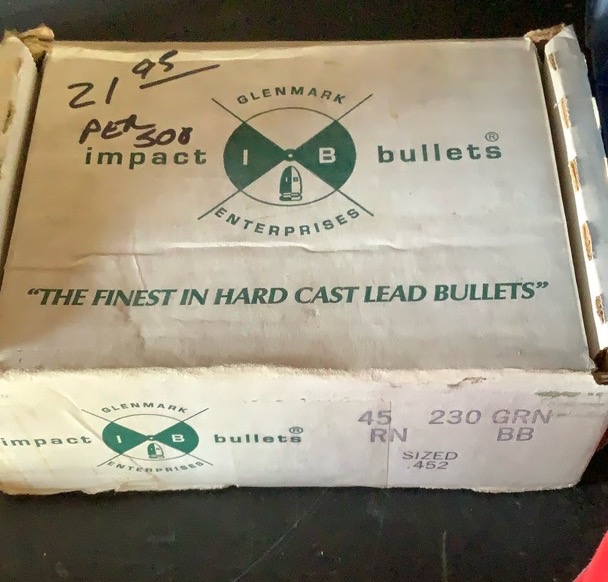 21 95
PER 500
GLENMARK
impact I B bullets®
ENTERPRISES
"THE FINEST IN HARD CAST LEAD BULLETS"
GLENMARK
impact I B bullets®
ENTERPRISES
45 230 GRN
RN BB
SIZED
.452